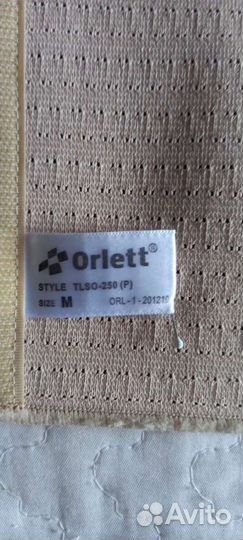 Orlett®
STYLE TLSO-250 (P)
SIZE M ORL-1-201210
Avito